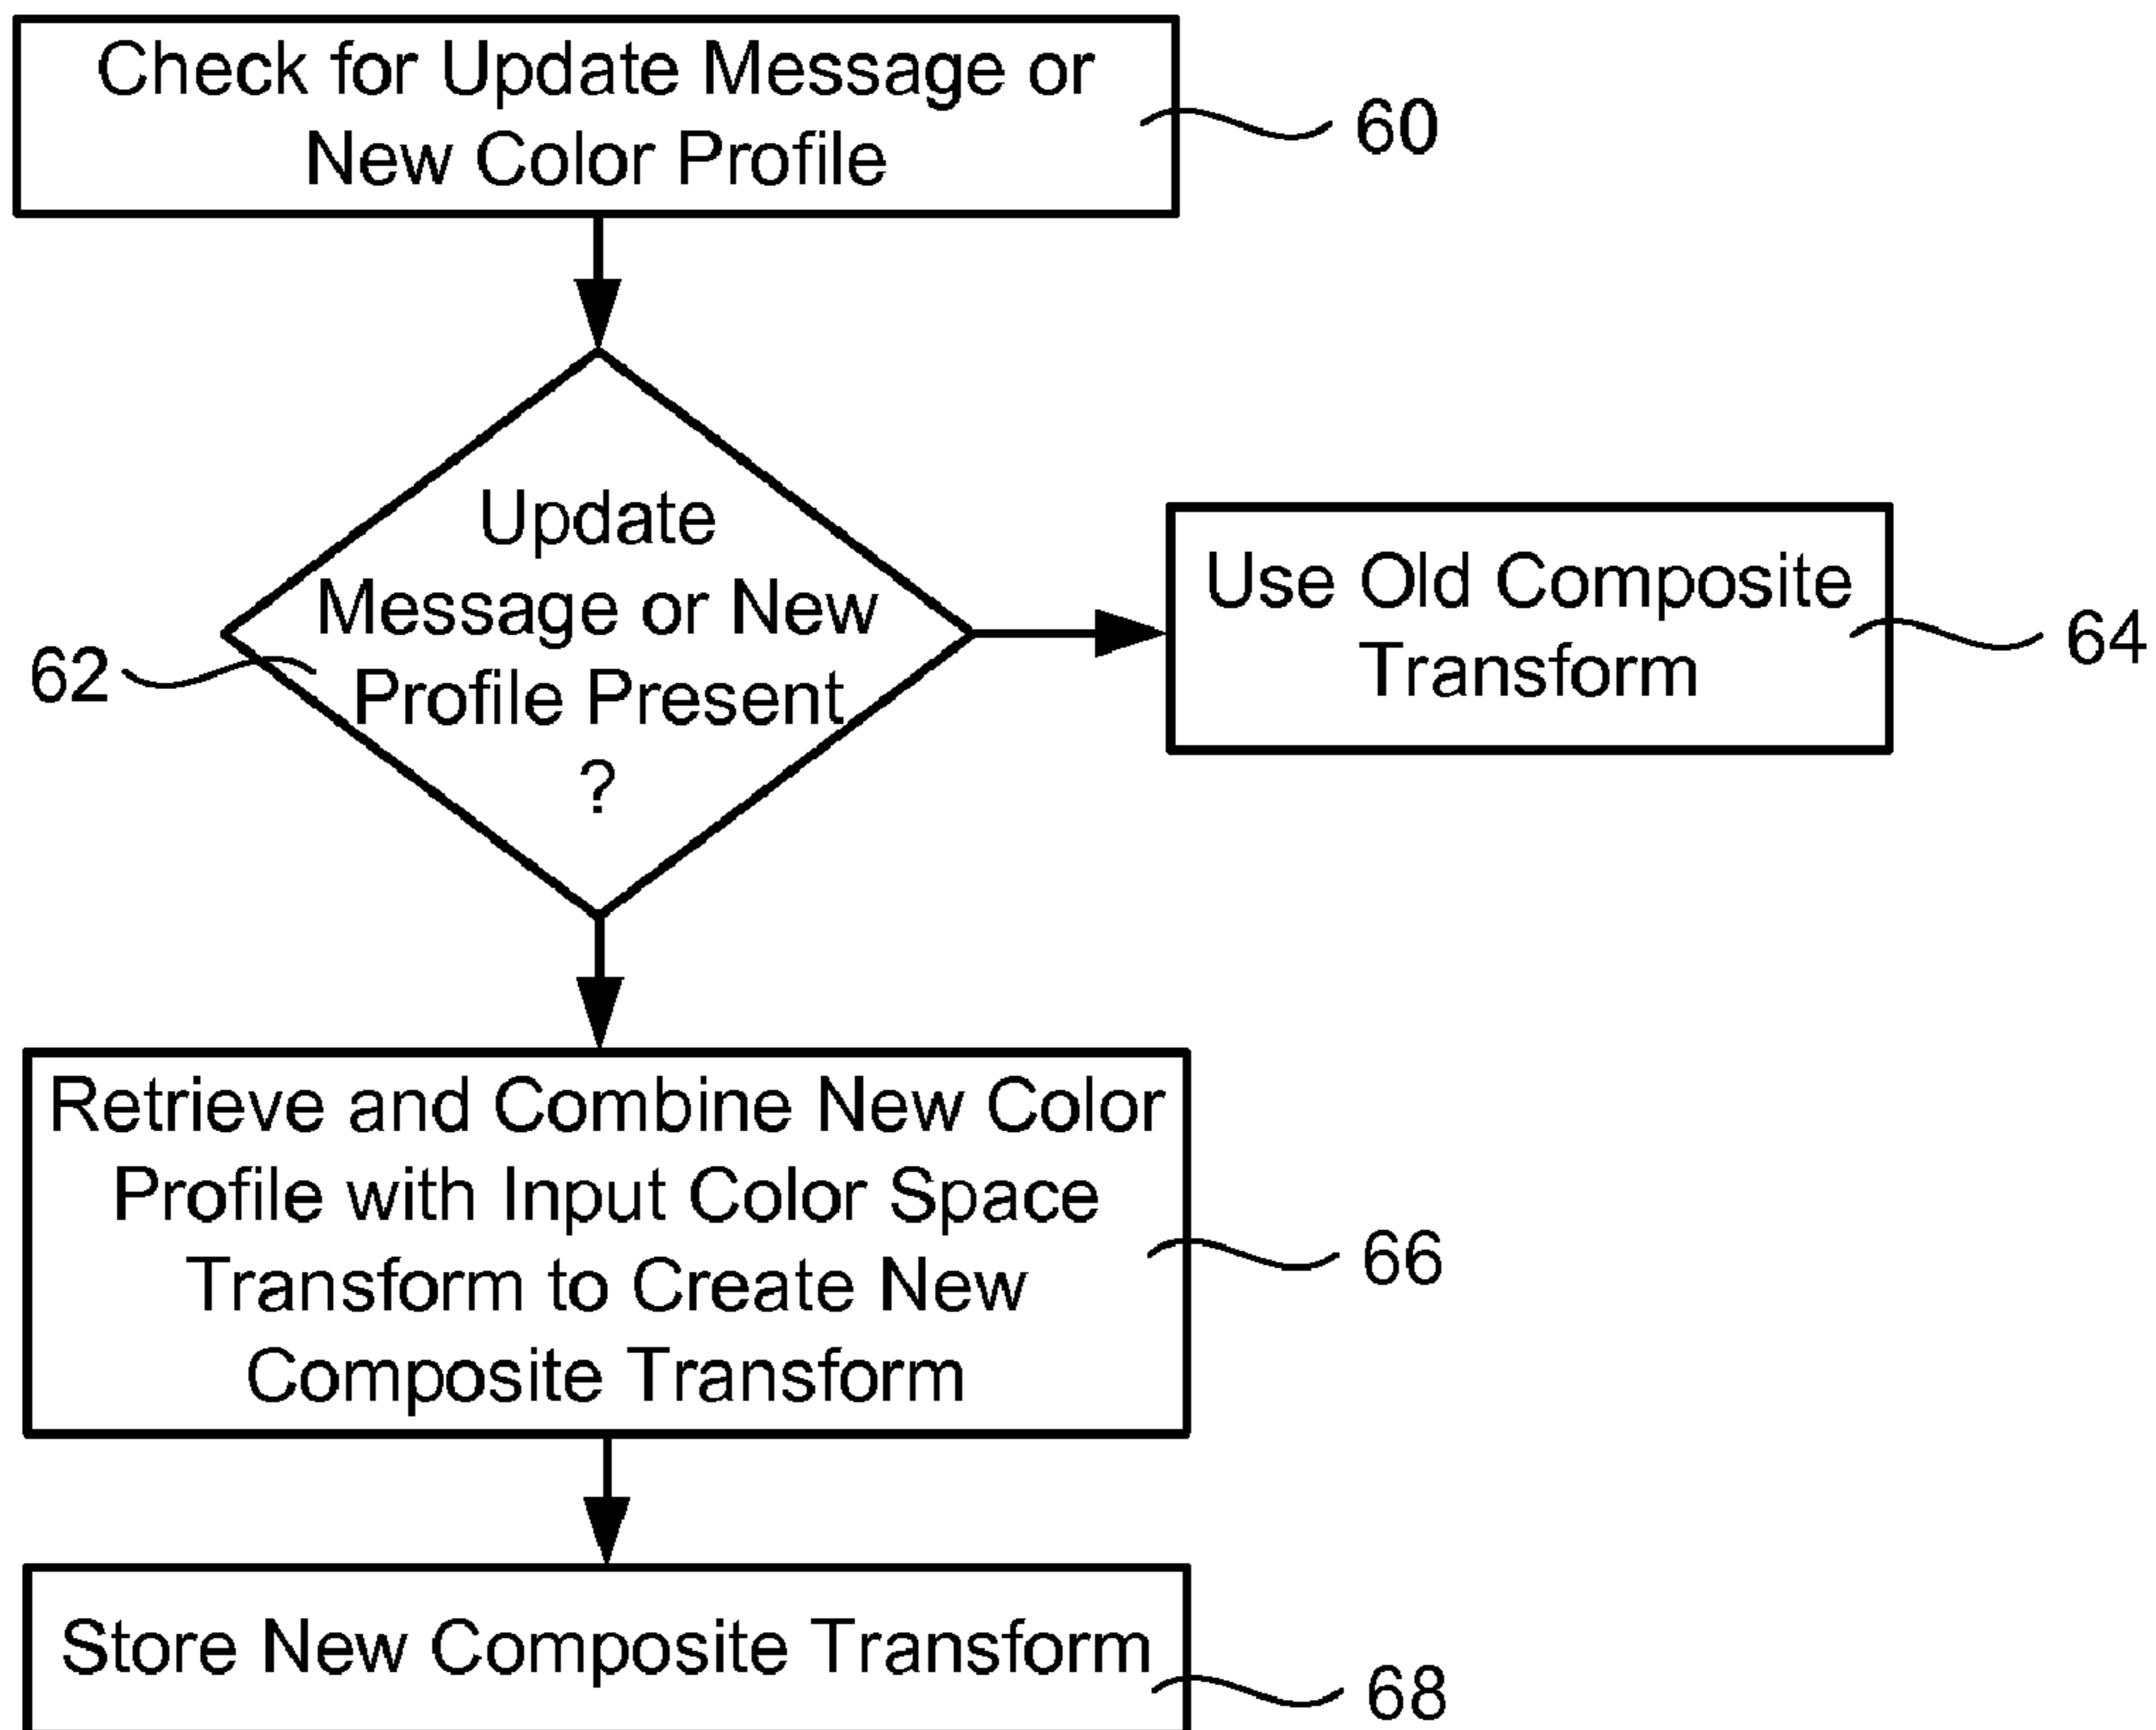 Check for Update Message or
New Color Profile
60
Update
Message or New
Profile Present
?
62
Use Old Composite
Transform
64
Retrieve and Combine New Color
Profile with Input Color Space
Transform to Create New
Composite Transform
66
Store New Composite Transform
68